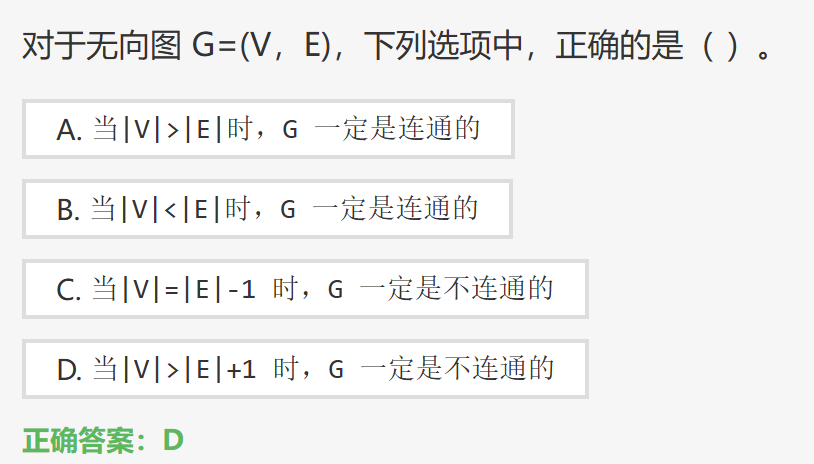 对于无向图 G=(V，E)，下列选项中，正确的是（ ）。
A. 当|V|>|E|时，G 一定是连通的
B. 当|V|<|E|时，G 一定是连通的
C. 当|V|=|E|-1 时，G 一定是不连通的
D. 当|V|>|E|+1 时，G 一定是不连通的
正确答案：D